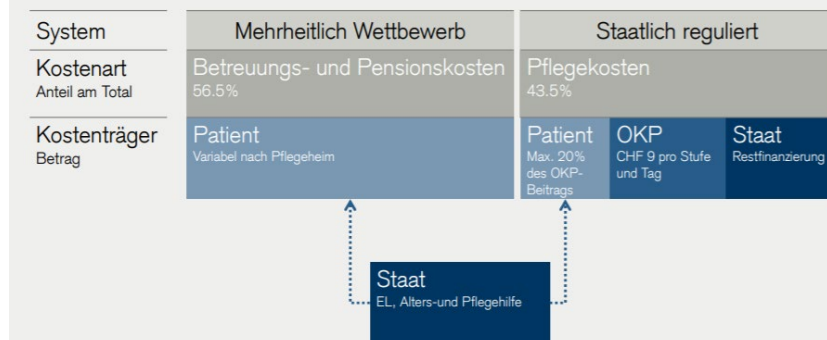 System
Mehrheitlich Wettbewerb
Staatlich reguliert
Kostenart
Anteil am Total
Betreuungs- und Pensionskosten
56.5%
Pflegekosten
43.5%
Kostenträger
Betrag
Patient
Variabel nach Pflegeheim
Patient
Max. 20%
des OKP-
Beitrags
OKP
CHF 9 pro Stufe
und Tag
Staat
Restfinanzierung
Staat
EL, Alters-und Pflegehilfe